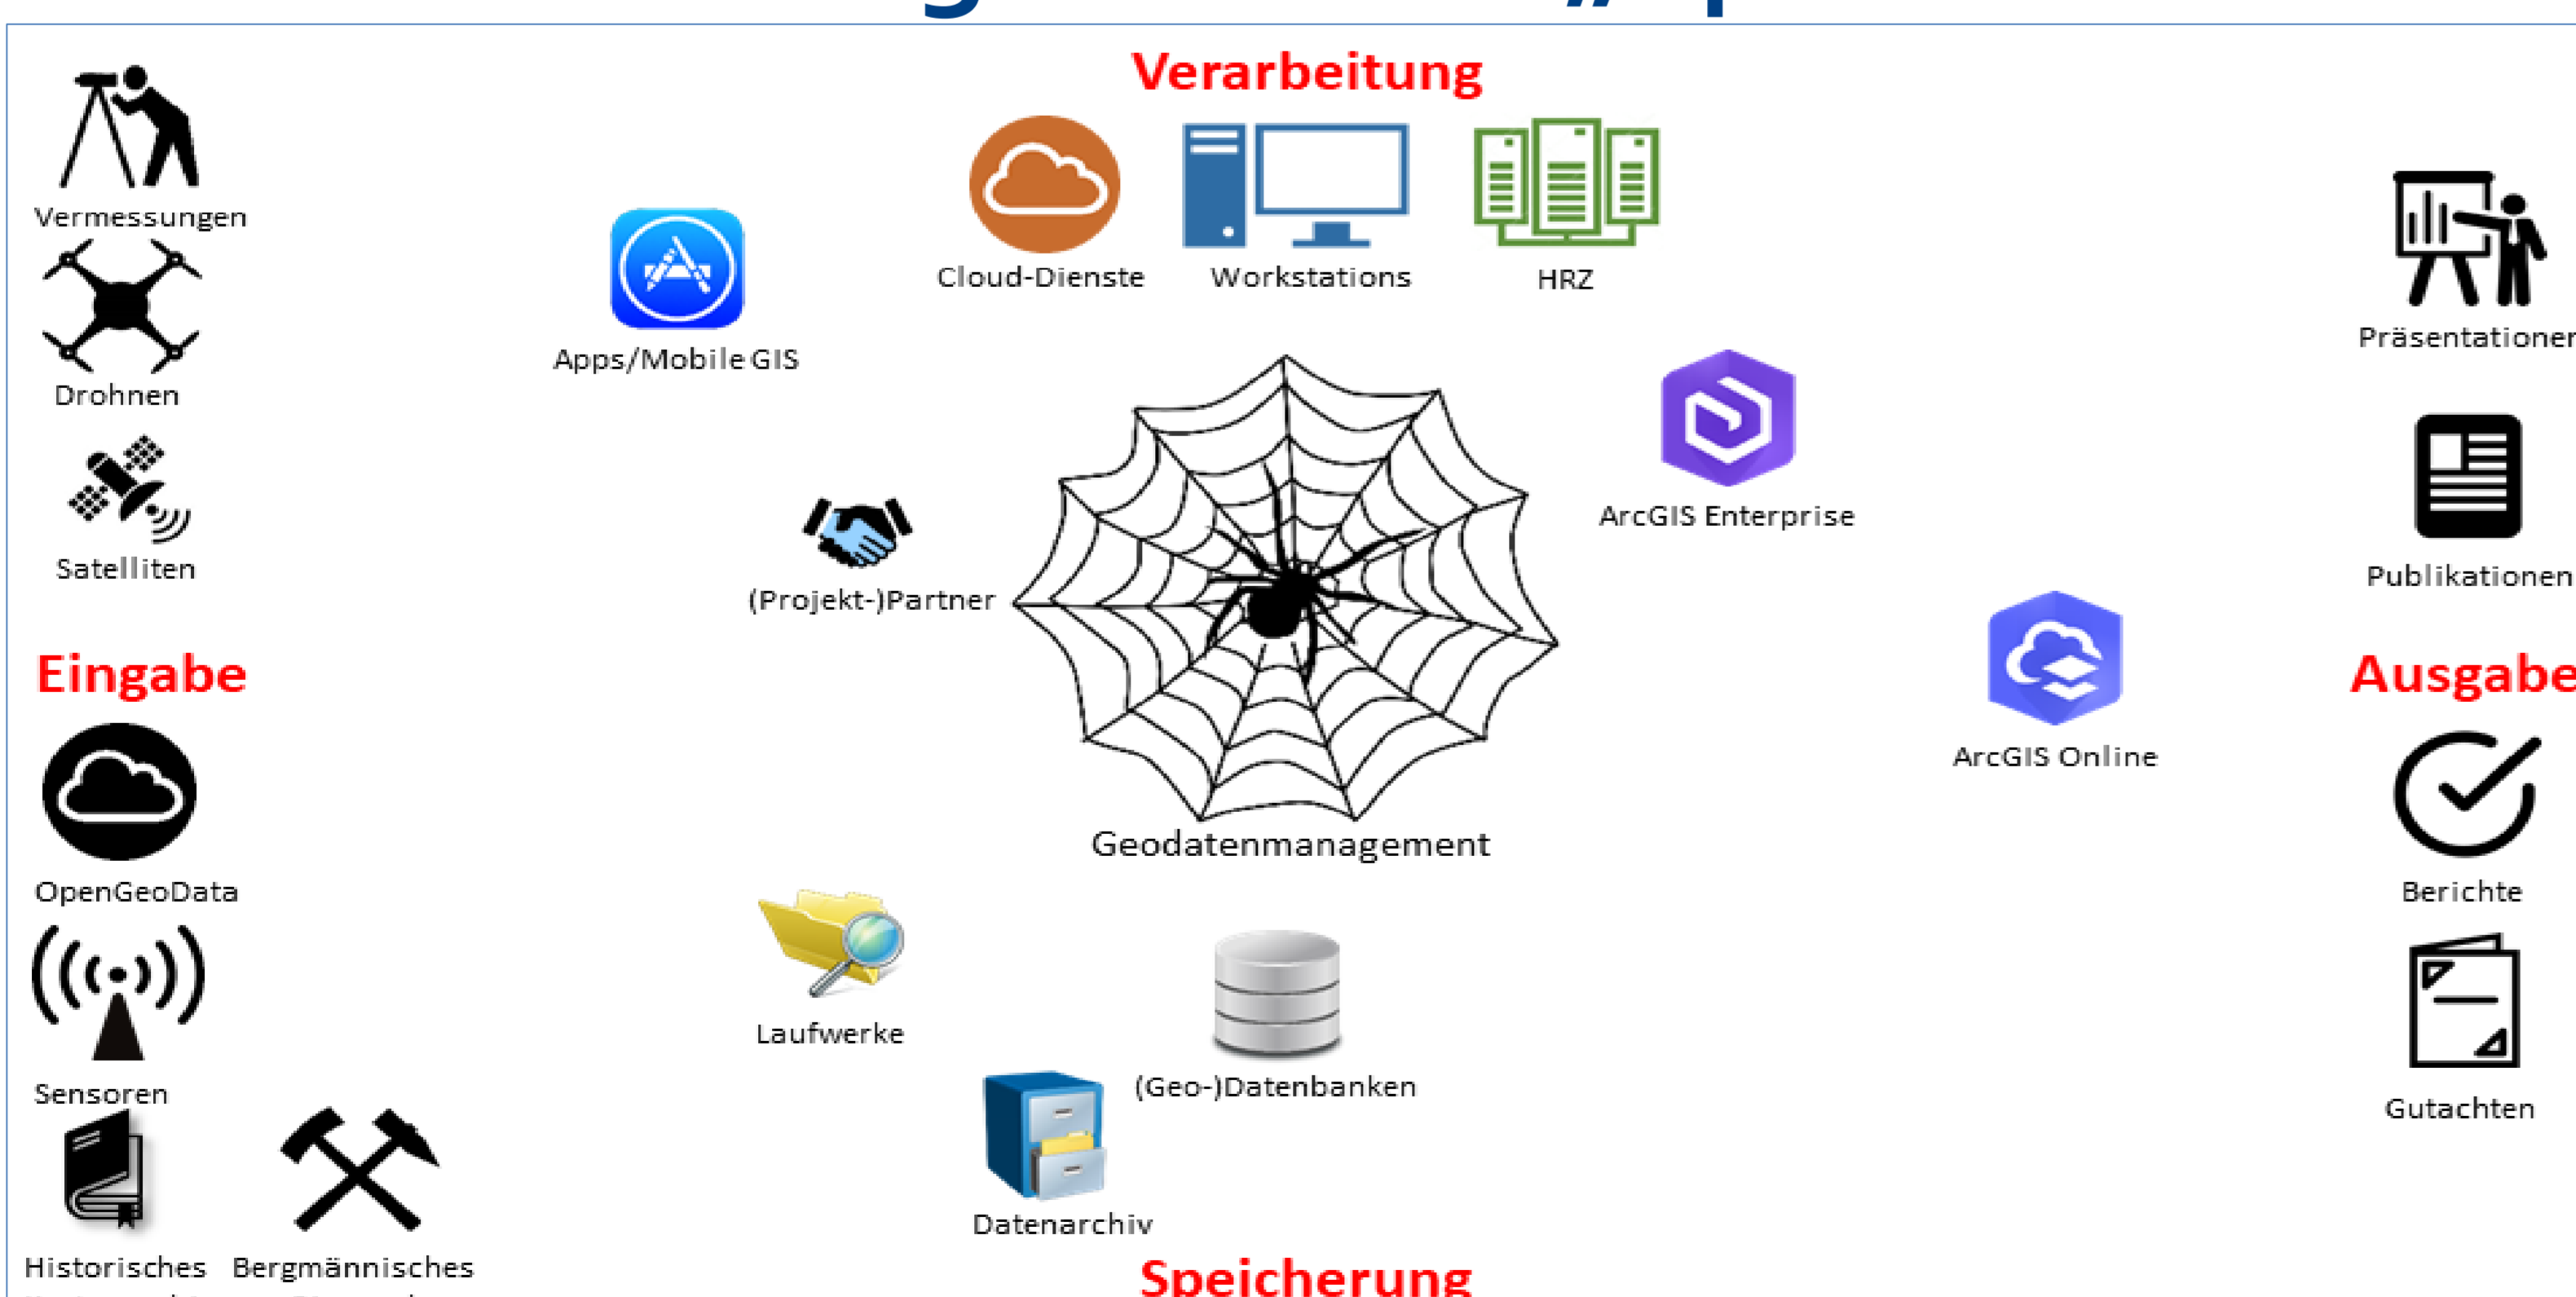 Verarbeitung
Vermessungen
Cloud-Dienste
Workstations
HRZ
Apps/Mobile GIS
Präsentationen
Drohnen
ArcGIS Enterprise
Satelliten
(Projekt-)Partner
Publikationen
Eingabe
Ausgabe
ArcGIS Online
Geodatenmanagement
OpenGeoData
Berichte
Laufwerke
Sensoren
(Geo-)Datenbanken
Gutachten
Datenarchiv
Historisches
Bergmännisches
Speicherung